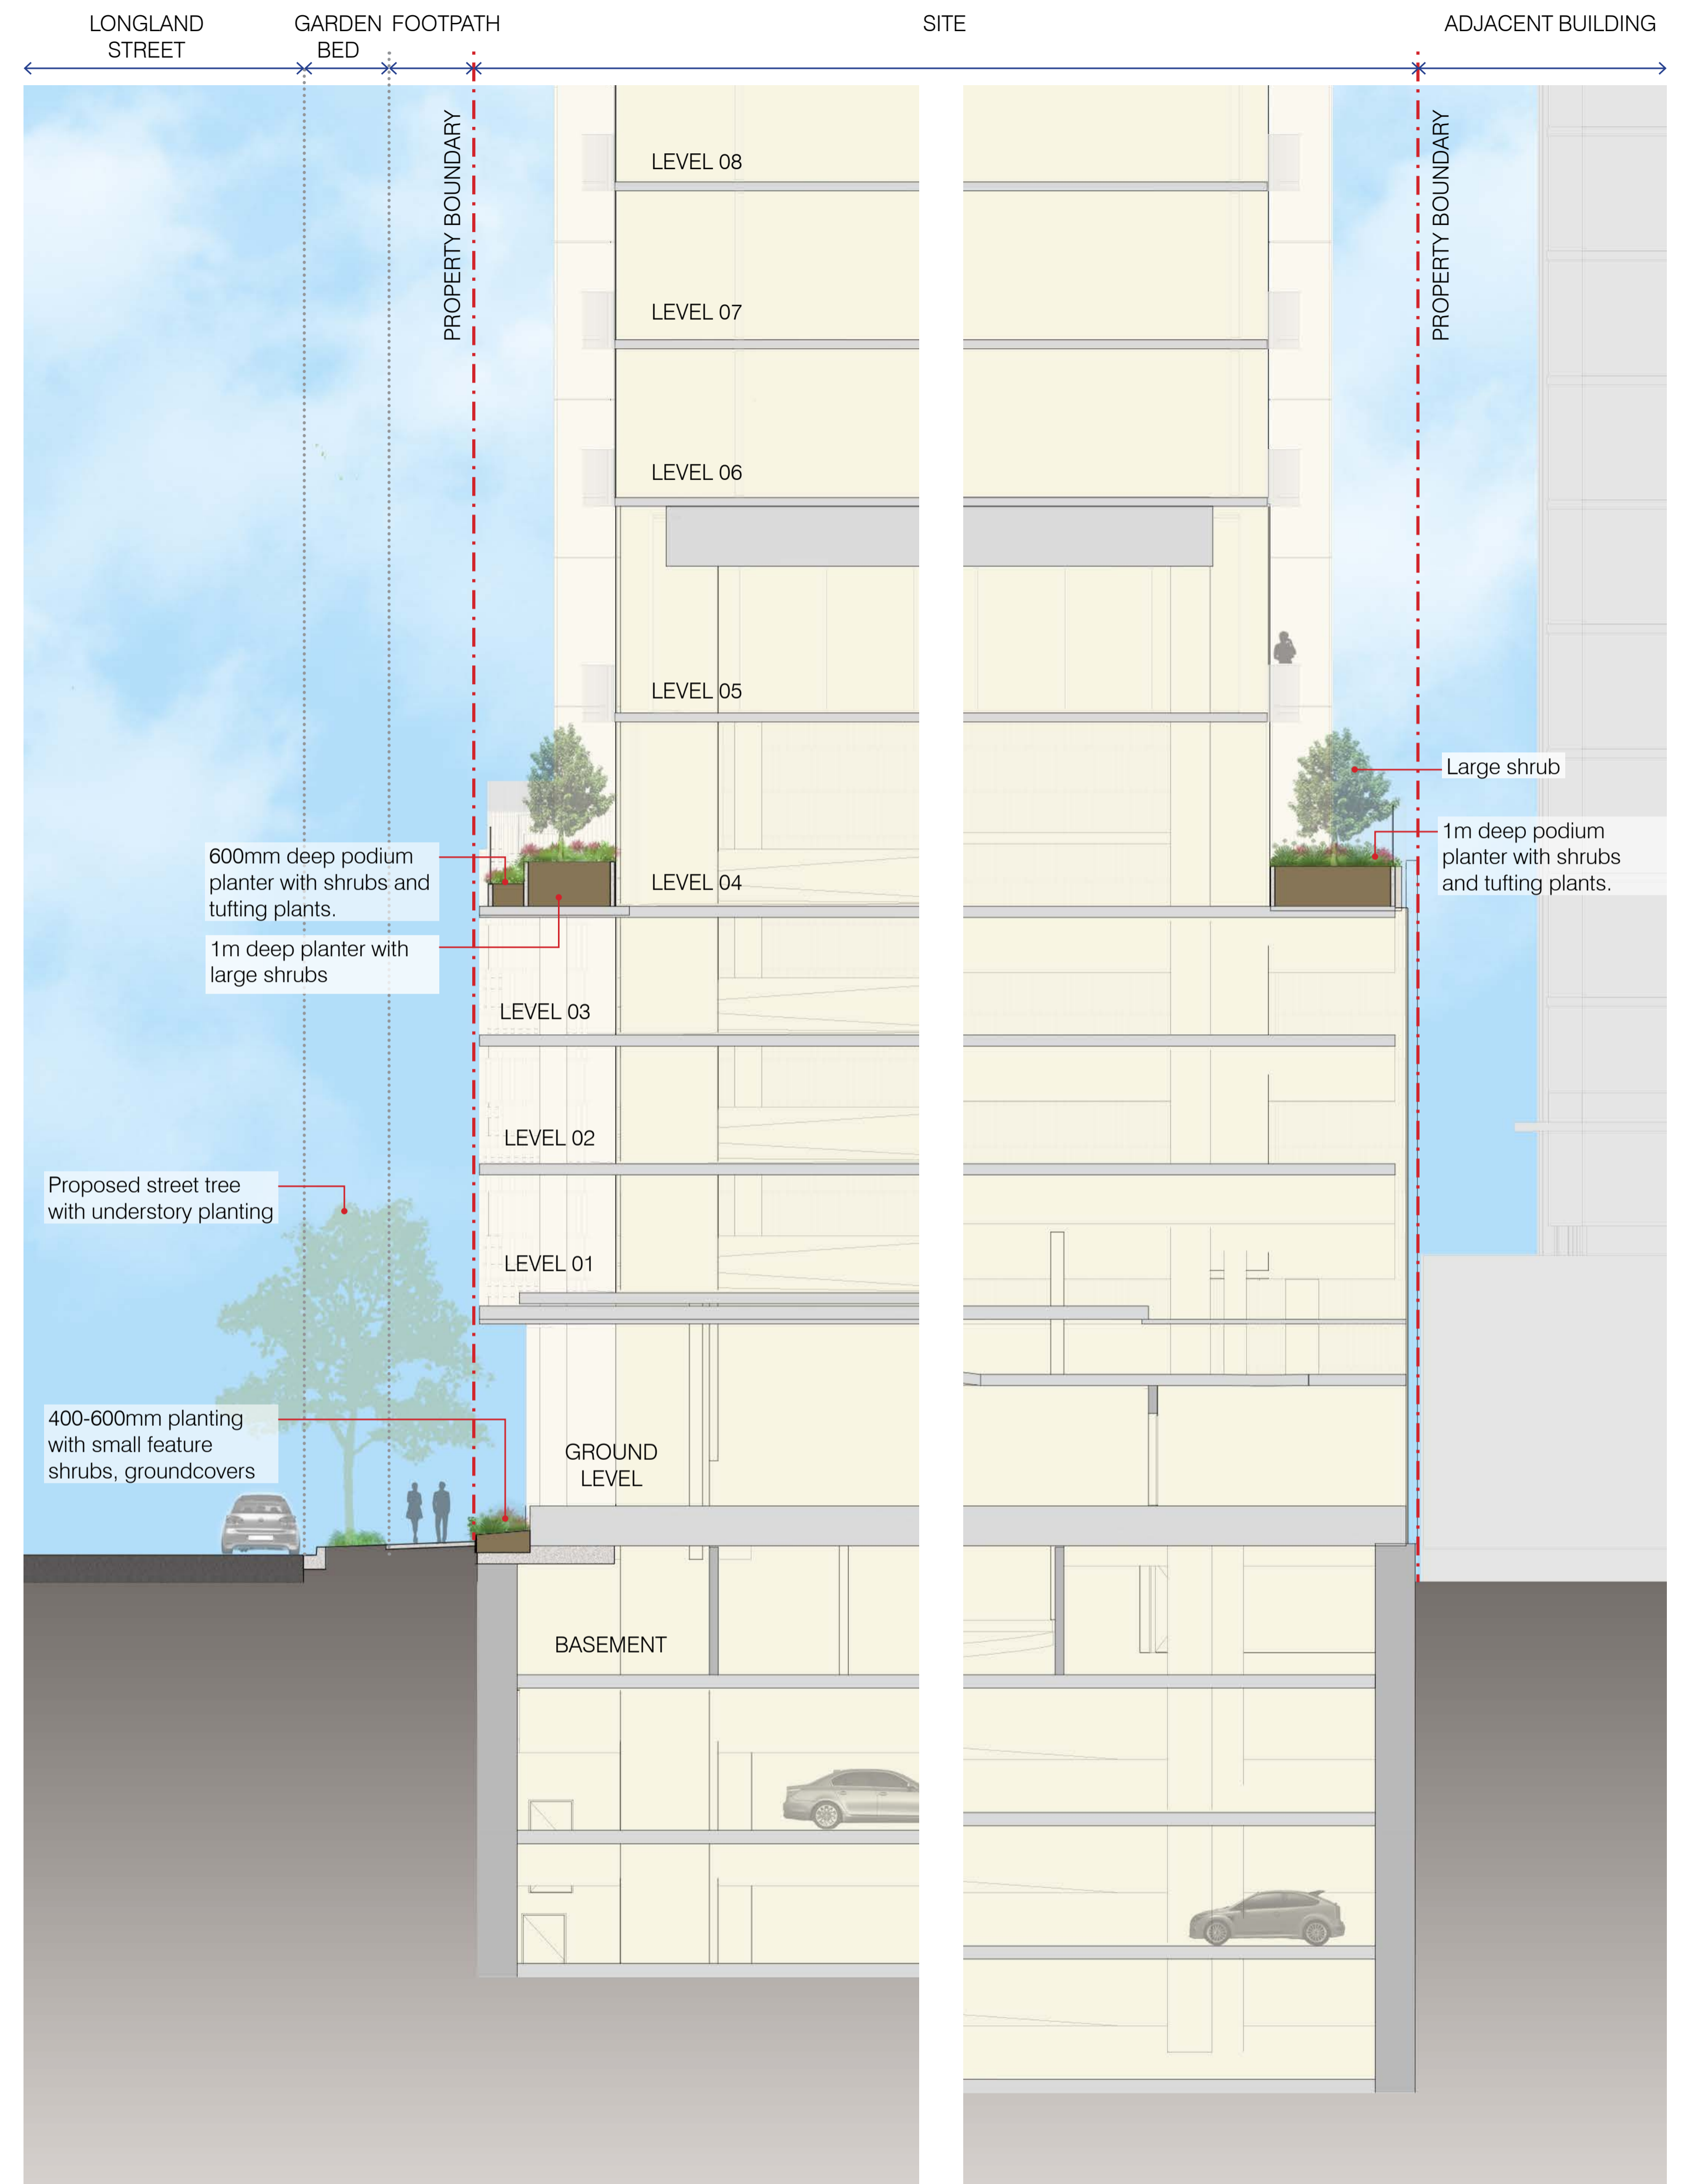 LONGLAND
STREET
GARDEN
BED
FOOTPATH
SITE
ADJACENT BUILDING
PROPERTY BOUNDARY
PROPERTY BOUNDARY
LEVEL 08
LEVEL 07
LEVEL 06
LEVEL 05
Large shrub
600mm deep podium
planter with shrubs and
tufting plants.
LEVEL 04
1m deep podium
planter with shrubs
and tufting plants.
1m deep planter with
large shrubs
LEVEL 03
LEVEL 02
Proposed street tree
with understory planting
LEVEL 01
400-600mm planting
with small feature
shrubs, groundcovers
GROUND
LEVEL
BASEMENT